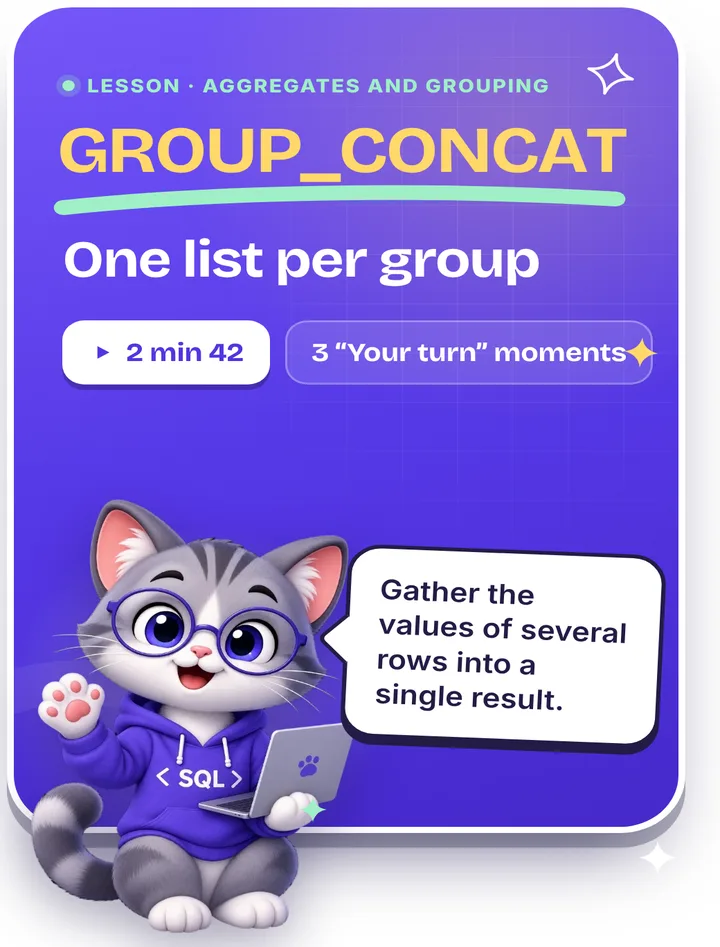 LESSON · AGGREGATES AND GROUPING
GROUP_CONCAT
One list per group
2 min 42
3 “Your turn” moments
Gather the
values of several
rows into a
single result.
< SQL >